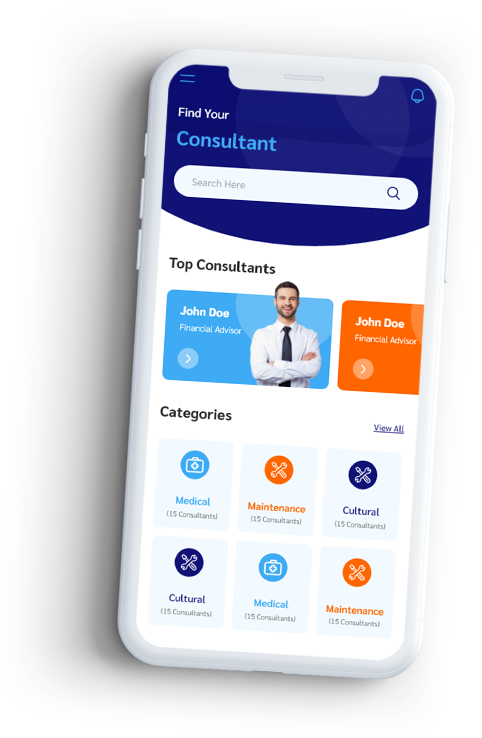 Find Your
Consultant
Search Here
Top Consultants
John Doe
Financial Advisor
John Doe
Financial Advisor
Categories
View All
Medical
(15 Consultants)
Maintenance
(15 Consultants)
Cultural
(15 Consultants)
Cultural
(15 Consultants)
Medical
(15 Consultants)
Maintenance
(15 Consultants)